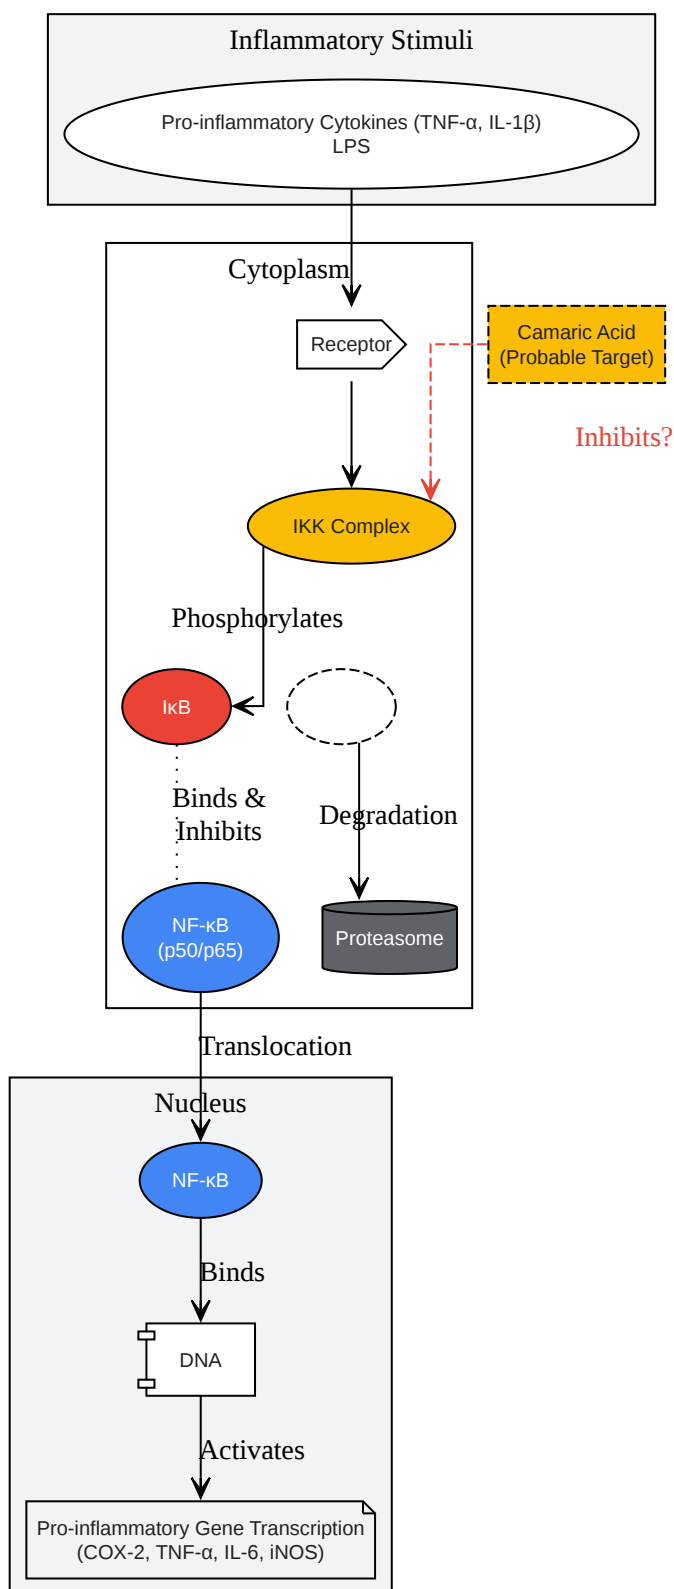 Inflammatory Stimuli
Pro-inflammatory Cytokines (TNF-α, IL-1β)
LPS
Cytoplasm
Receptor
Camaric Acid
(Probable Target)
Inhibits?
IKK Complex
Phosphorylates
IκB
Binds &
Inhibits
Degradation
NF-κB
(p50/p65)
Proteasome
Translocation
Nucleus
NF-κB
Binds
DNA
Activates
Pro-inflammatory Gene Transcription
(COX-2, TNF-α, IL-6, iNOS)